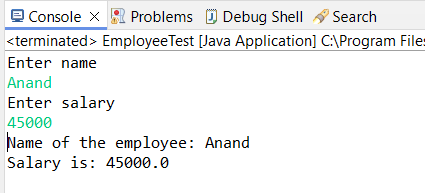 Console Problems Debug Shell Search
<terminated> EmployeeTest [Java Application] C:\Program Files
Enter name
Anand
Enter salary
45000
Name of the employee: Anand
Salary is: 45000.0